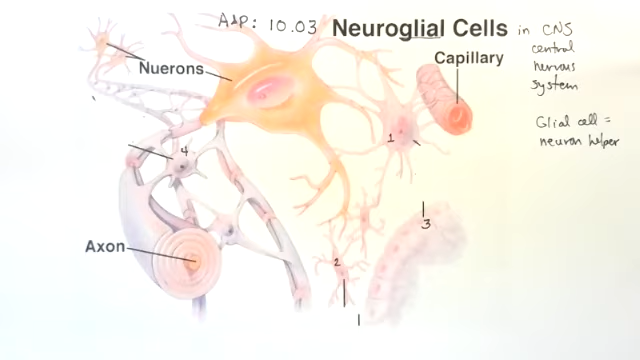 A&P: 10.03 Neuroglial Cells in CNS
central
nervous
system
Capillary
Nuerons
Glial cell =
neuron helper
1
4
3
Axon
2